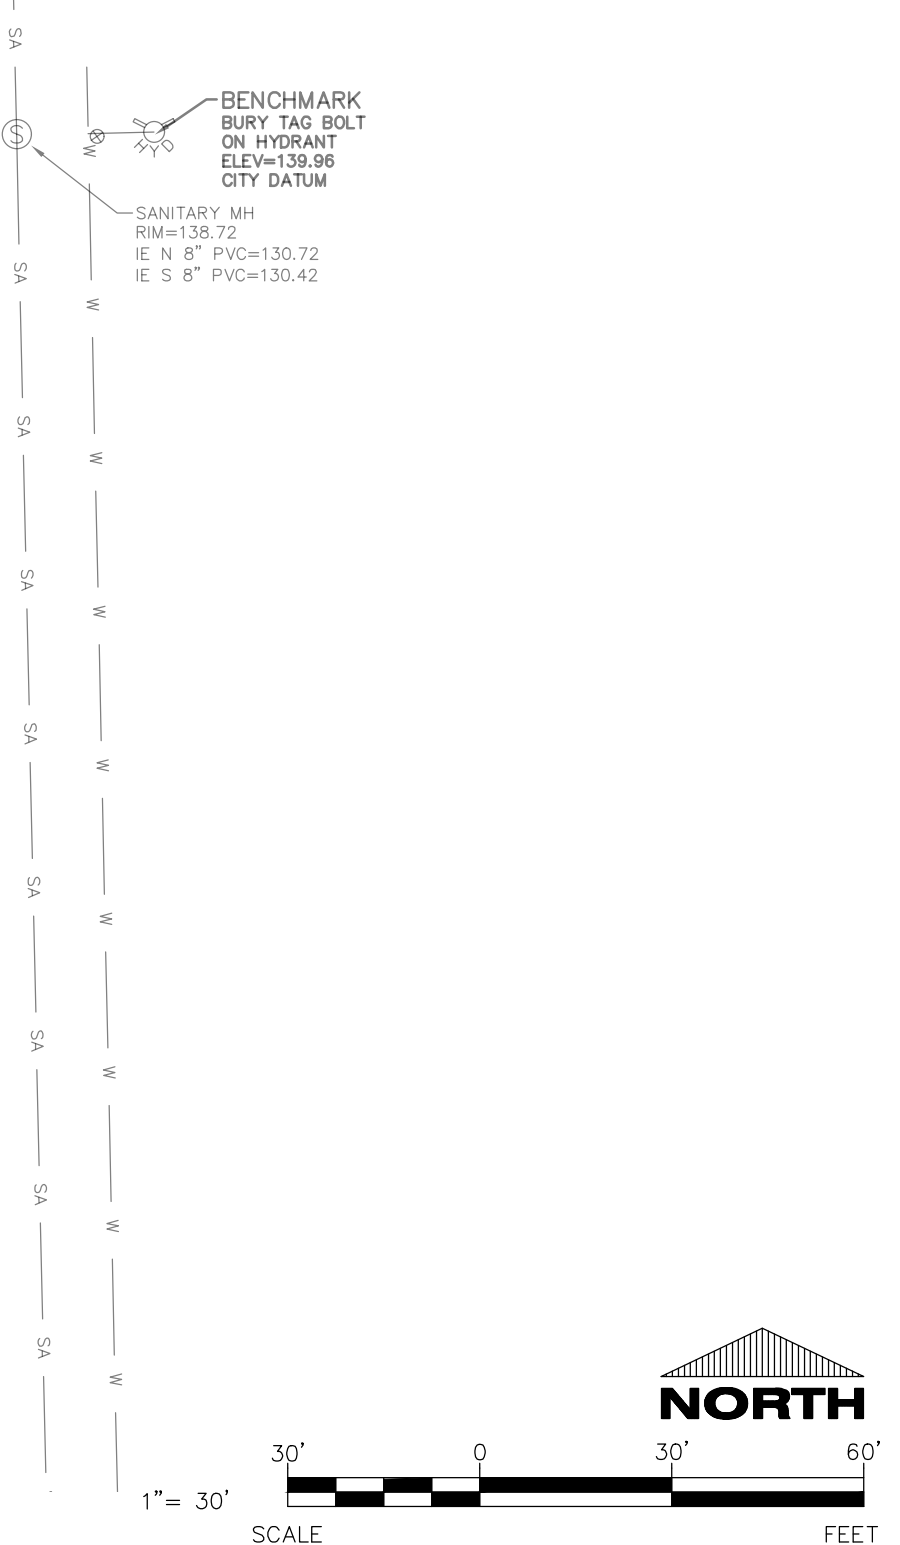 SA
BENCHMARK
BURY TAG BOLT
ON HYDRANT
ELEV=139.96
CITY DATUM
S
HYD
W
SANITARY MH
RIM=138.72
IE N 8" PVC=130.72
IE S 8" PVC=130.42
SA
W
SA
W
SA
W
SA
W
SA
W
SA
W
SA
W
SA
W
NORTH
30' 0 30' 60'
1"= 30'
SCALE FEET